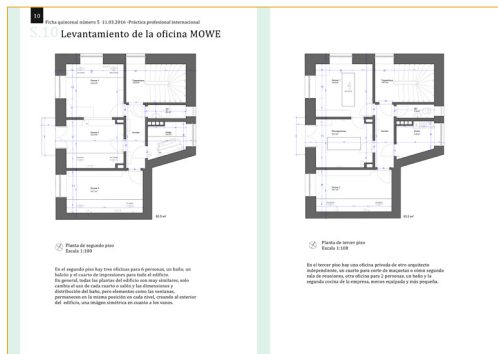 10
Ficha quincenal número 5 11.03.2016 -Práctica profesional internacional
S.10 Levantamiento de la oficina MOWE
Planta de segundo piso
Escala 1:100
En el segundo piso hay tres oficinas para 6 personas, un baño, un
balcón y el cuarto de impresiones para todo el edificio.
En general, todas las plantas del edificio son muy similares, solo
cambia el uso de cada cuarto o salón y las dimensiones y
distribución del baño, pero elementos como las ventanas,
permanecen en la misma posición en cada nivel, creando al exterior
del edificio, una imágen simétrica en cuanto a los vanos.
Planta de tercer piso
Escala 1:100
En el tercer piso hay una oficina privada de otro arquitecto
independiente, un cuarto para corte de maquetas o cómo segunda
sala de reuniones, otra oficina para 2 personas, un baño y la
segunda cocina de la empresa, menos equipada y más pequeña.